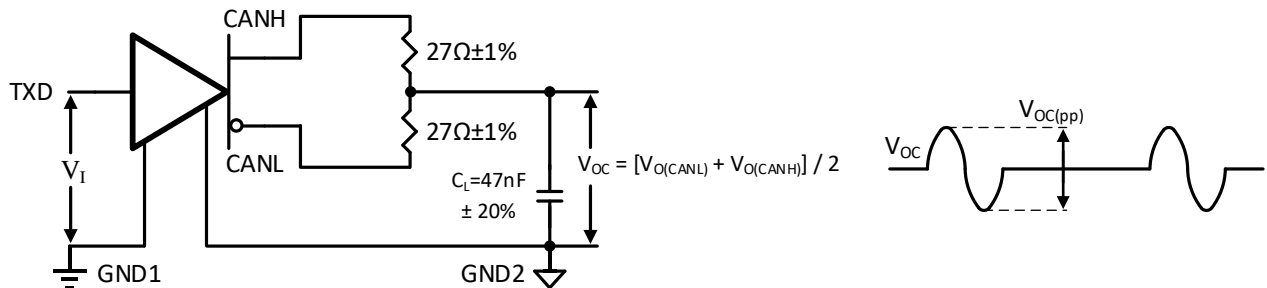 CANH
27Ω±1%
TXD
V_OC(pp)
27Ω±1%
V_OC
CANL
V_I
V_OC = [V_O(CANL) + V_O(CANH)] / 2
C_L=47nF
± 20%
GND1
GND2